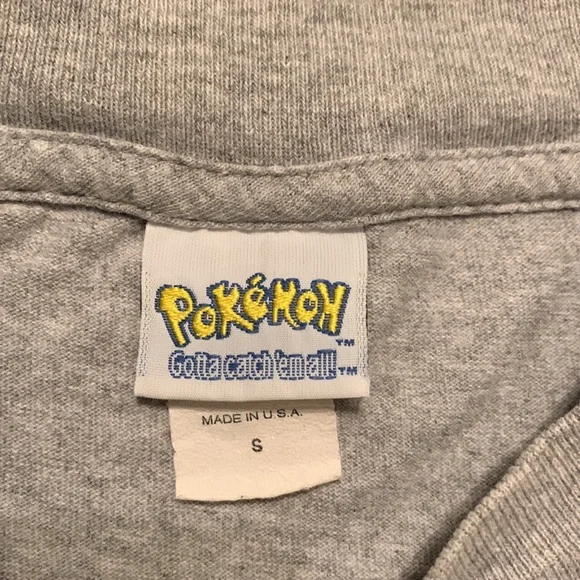 POKéMON
TM
Gotta catch 'em all!
TM
MADE IN U.S.A.
S